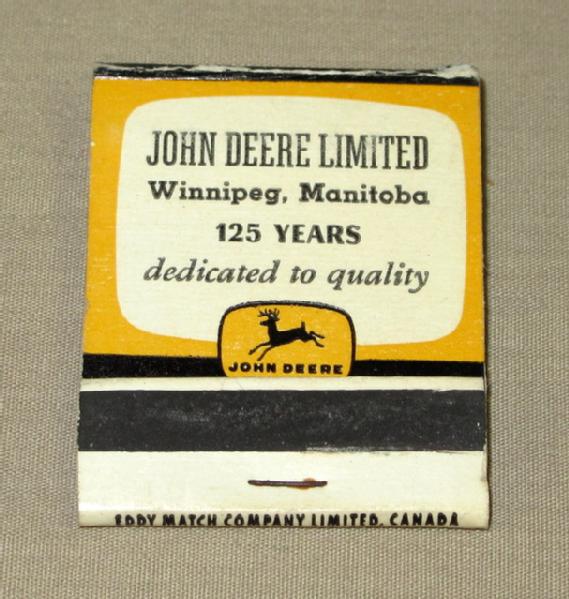 JOHN DEERE LIMITED
Winnipeg, Manitoba
125 YEARS
dedicated to quality
JOHN DEERE
EDDY MATCH COMPANY LIMITED, CANADA